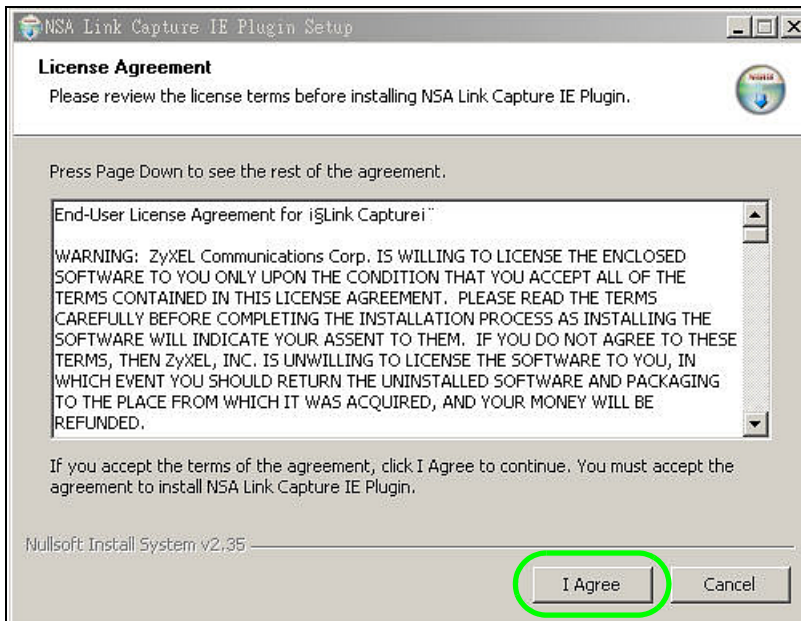 NSA Link Capture IE Plugin Setup
License Agreement
Please review the license terms before installing NSA Link Capture IE Plugin.
Press Page Down to see the rest of the agreement.
End-User License Agreement for i§Link Capturei¨
WARNING:  ZyXEL Communications Corp. IS WILLING TO LICENSE THE ENCLOSED
SOFTWARE TO YOU ONLY UPON THE CONDITION THAT YOU ACCEPT ALL OF THE
TERMS CONTAINED IN THIS LICENSE AGREEMENT.  PLEASE READ THE TERMS
CAREFULLY BEFORE COMPLETING THE INSTALLATION PROCESS AS INSTALLING THE
SOFTWARE WILL INDICATE YOUR ASSENT TO THEM.  IF YOU DO NOT AGREE TO THESE
TERMS, THEN ZyXEL, INC. IS UNWILLING TO LICENSE THE SOFTWARE TO YOU, IN
WHICH EVENT YOU SHOULD RETURN THE UNINSTALLED SOFTWARE AND PACKAGING
TO THE PLACE FROM WHICH IT WAS ACQUIRED, AND YOUR MONEY WILL BE
REFUNDED.
If you accept the terms of the agreement, click I Agree to continue. You must accept the
agreement to install NSA Link Capture IE Plugin.
Nullsoft Install System v2.35
I Agree
Cancel